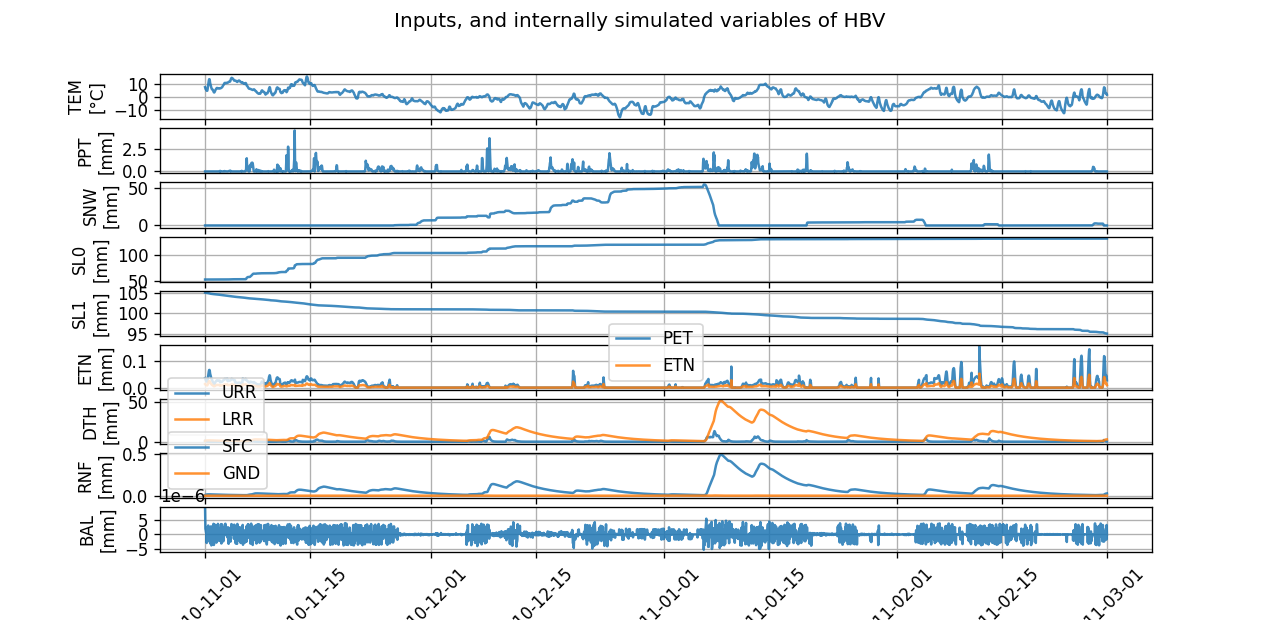 Inputs, and internally simulated variables of HBV
TEM
[°C]
10
0
−10
PPT
[mm]
2.5
0.0
SNW
[mm]
50
0
SL0
[mm]
100
50
SL1
[mm]
105
100
95
PET
ETN
ETN
[mm]
0.1
0.0
URR
LRR
DTH
[mm]
50
0
SFC
GND
RNF
[mm]
0.5
0.0
1e−6
BAL
[mm]
5
0
−5
10-11-01
10-11-15
10-12-01
10-12-15
11-01-01
11-01-15
11-02-01
11-02-15
11-03-01